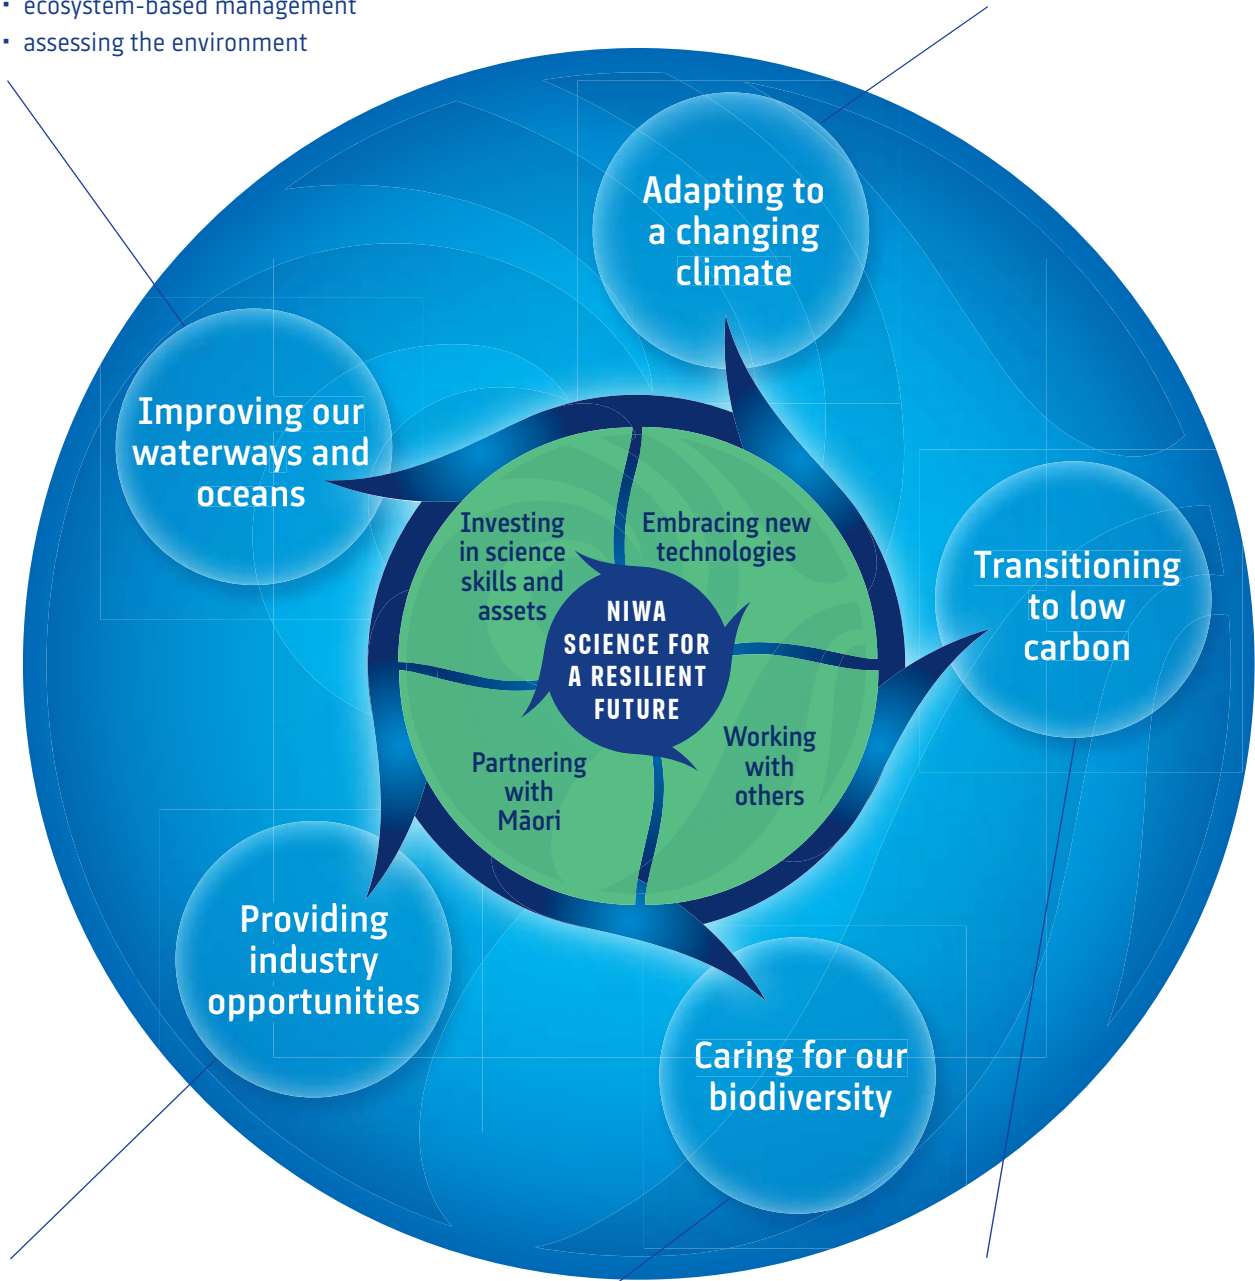 · ecosystem-based management
· assessing the environment
Adapting to
a changing
climate
Improving our
waterways and
oceans
Transitioning
to low
carbon
Investing
in science
skills and
assets
Embracing new
technologies
NIWA
SCIENCE FOR
A RESILIENT
FUTURE
Partnering
with
Māori
Working
with
others
Providing
industry
opportunities
Caring for our
biodiversity